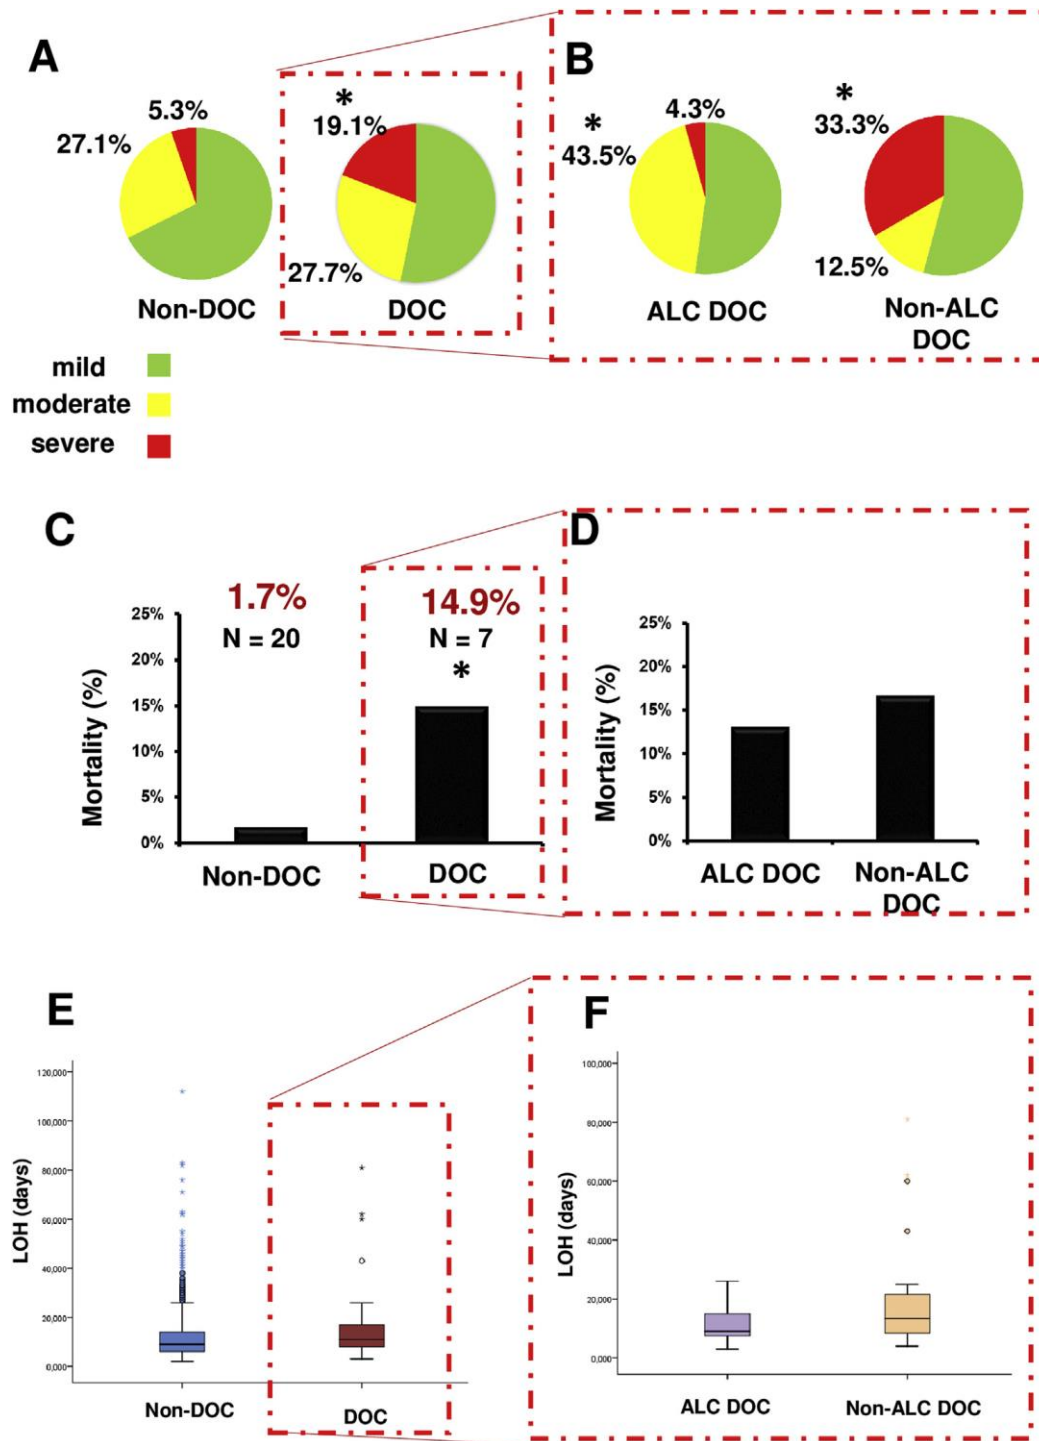 A
B
*
5.3%
27.1%
*
19.1%
27.7%
Non-DOC
DOC
*
43.5%
4.3%
*
33.3%
12.5%
ALC DOC
Non-ALC
DOC
mild
moderate
severe
C
D
1.7%
N = 20
14.9%
N = 7
*
Mortality (%)
25%
20%
15%
10%
5%
0%
Non-DOC
DOC
Mortality (%)
25%
20%
15%
10%
5%
0%
ALC DOC
Non-ALC
DOC
E
F
LOH (days)
120,000
100,000
80,000
60,000
40,000
20,000
0,000
Non-DOC
DOC
LOH (days)
100,000
80,000
60,000
40,000
20,000
0,000
ALC DOC
Non-ALC DOC